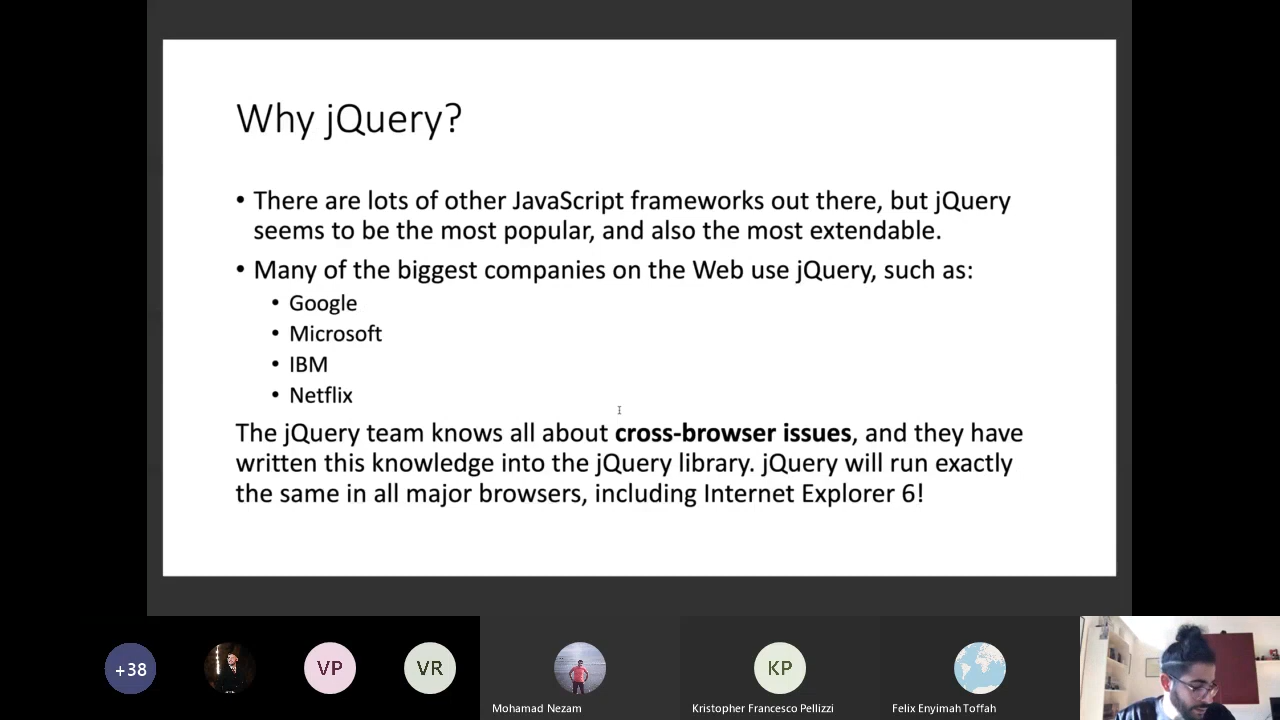 Why jQuery?
• There are lots of other JavaScript frameworks out there, but jQuery
seems to be the most popular, and also the most extendable.
• Many of the biggest companies on the Web use jQuery, such as:
• Google
• Microsoft
• IBM
• Netflix
The jQuery team knows all about cross-browser issues, and they have
written this knowledge into the jQuery library. jQuery will run exactly
the same in all major browsers, including Internet Explorer 6!
+38
VP
VR
KP
Mohamad Nezam
Kristopher Francesco Pellizzi
Felix Enyimah Toffah